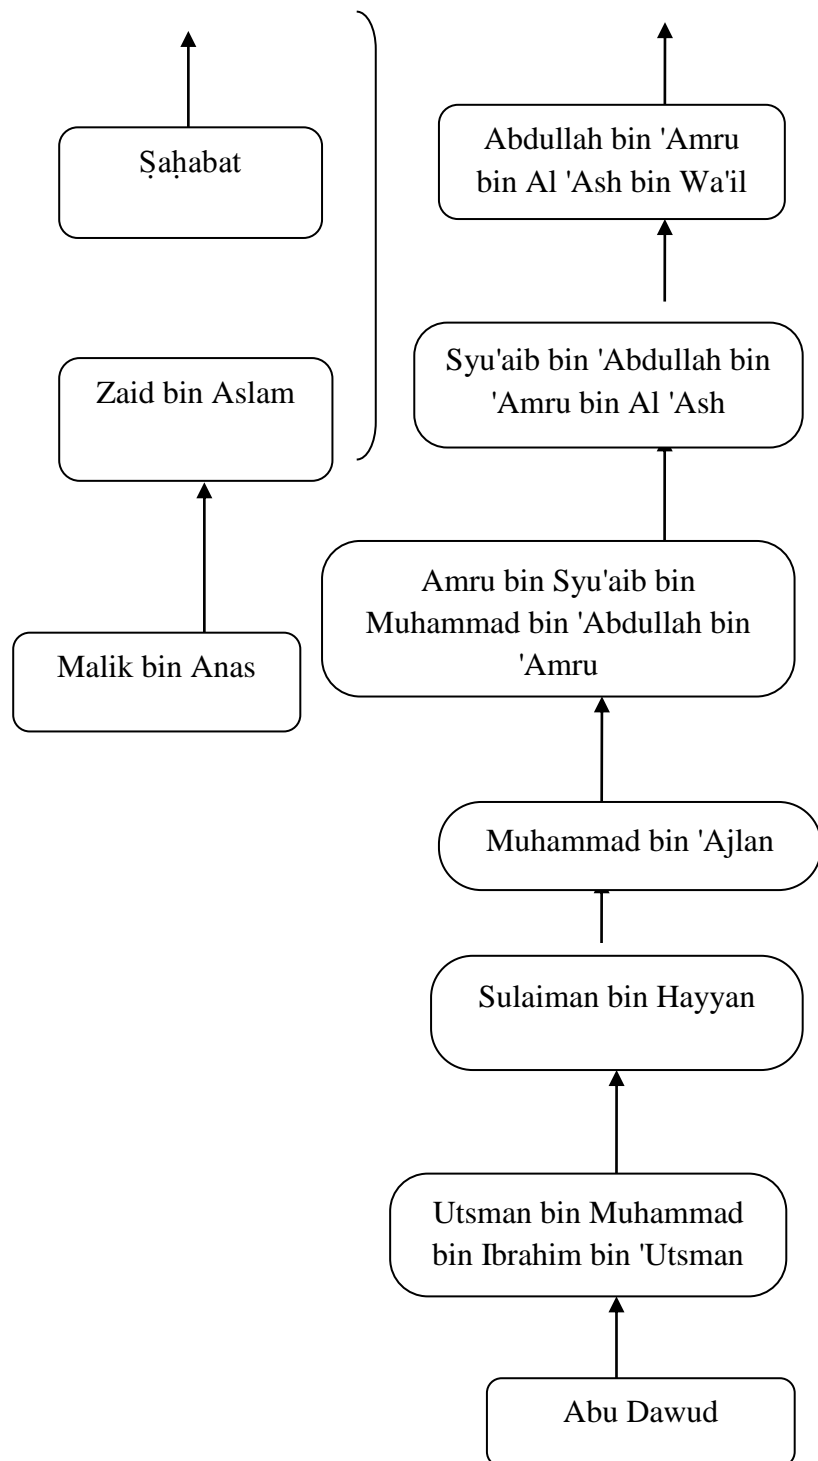 Ṣaḥabat
Zaid bin Aslam
Malik bin Anas
Abdullah bin 'Amru
bin Al 'Ash bin Wa'il
Syu'aib bin 'Abdullah bin
'Amru bin Al 'Ash
Amru bin Syu'aib bin
Muhammad bin 'Abdullah bin
'Amru
Muhammad bin 'Ajlan
Sulaiman bin Hayyan
Utsman bin Muhammad
bin Ibrahim bin 'Utsman
Abu Dawud